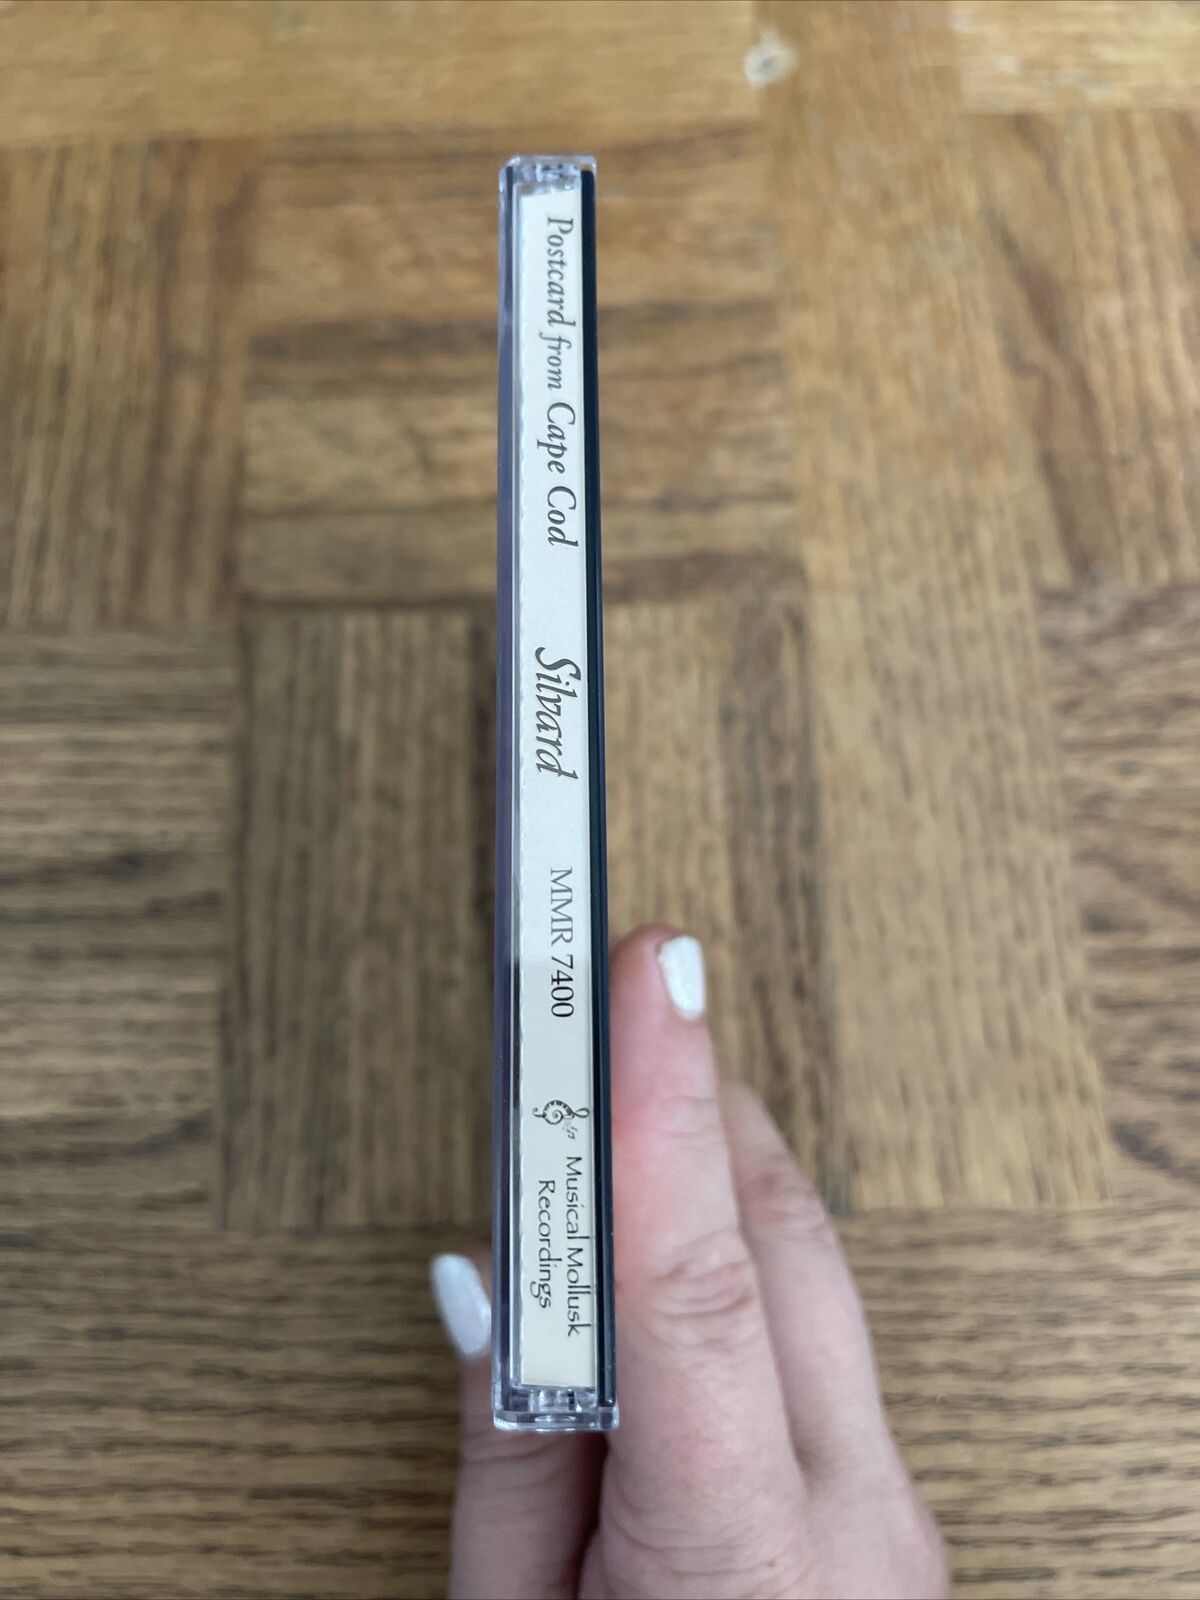 Postcard from Cape Cod
Silvard
MMR 7400
Musical Mollusk
Recordings